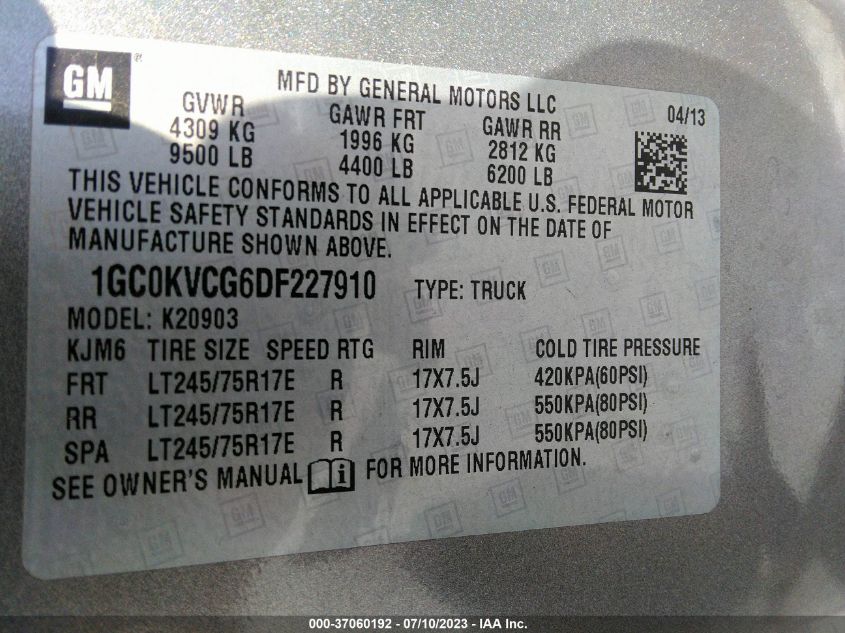 GM
MFD BY GENERAL MOTORS LLC
04/13
GVWR GAWR FRT GAWR RR
4309 KG 1996 KG 2812 KG
9500 LB 4400 LB 6200 LB
THIS VEHICLE CONFORMS TO ALL APPLICABLE U.S. FEDERAL MOTOR
VEHICLE SAFETY STANDARDS IN EFFECT ON THE DATE OF
MANUFACTURE SHOWN ABOVE.
1GC0KVCG6DF227910 TYPE: TRUCK
MODEL: K20903
KJM6 TIRE SIZE SPEED RTG RIM COLD TIRE PRESSURE
FRT LT245/75R17E R 17X7.5J 420KPA(60PSI)
RR LT245/75R17E R 17X7.5J 550KPA(80PSI)
SPA LT245/75R17E R 17X7.5J 550KPA(80PSI)
SEE OWNER'S MANUAL i FOR MORE INFORMATION.
000-37060192 - 07/10/2023 - IAA Inc.